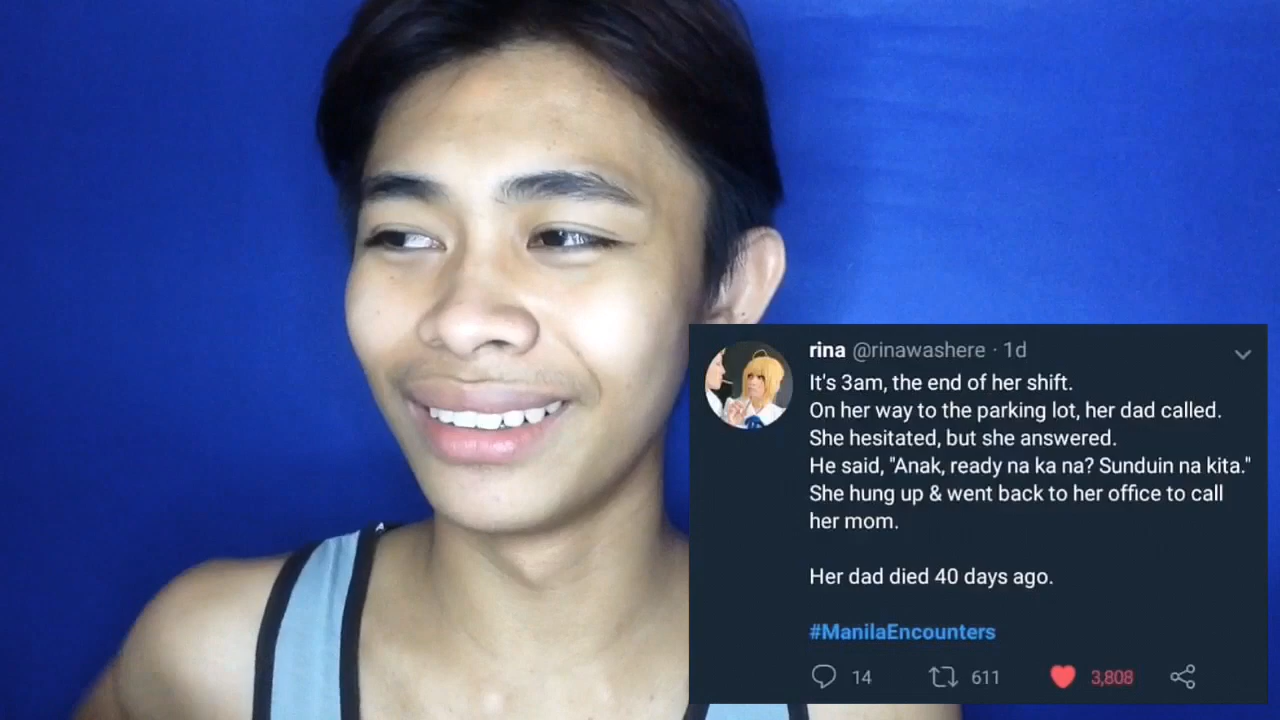 rina @rinawashere · 1d
It's 3am, the end of her shift.
On her way to the parking lot, her dad called.
She hesitated, but she answered.
He said, "Anak, ready na ka na? Sunduin na kita."
She hung up & went back to her office to call
her mom.
Her dad died 40 days ago.
#ManilaEncounters
14 611 3,808